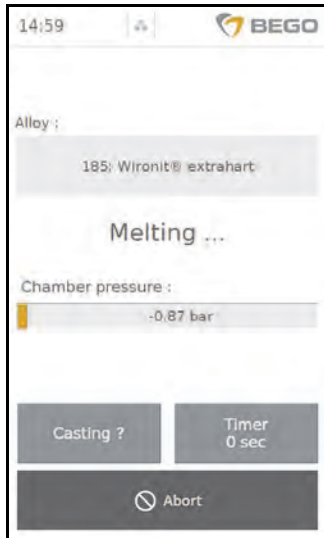 14:59
BEGO
Alloy :
185: Wironit® extrahart
Melting ...
Chamber pressure :
-0.87 bar
Casting ?
Timer
0 sec
Abort